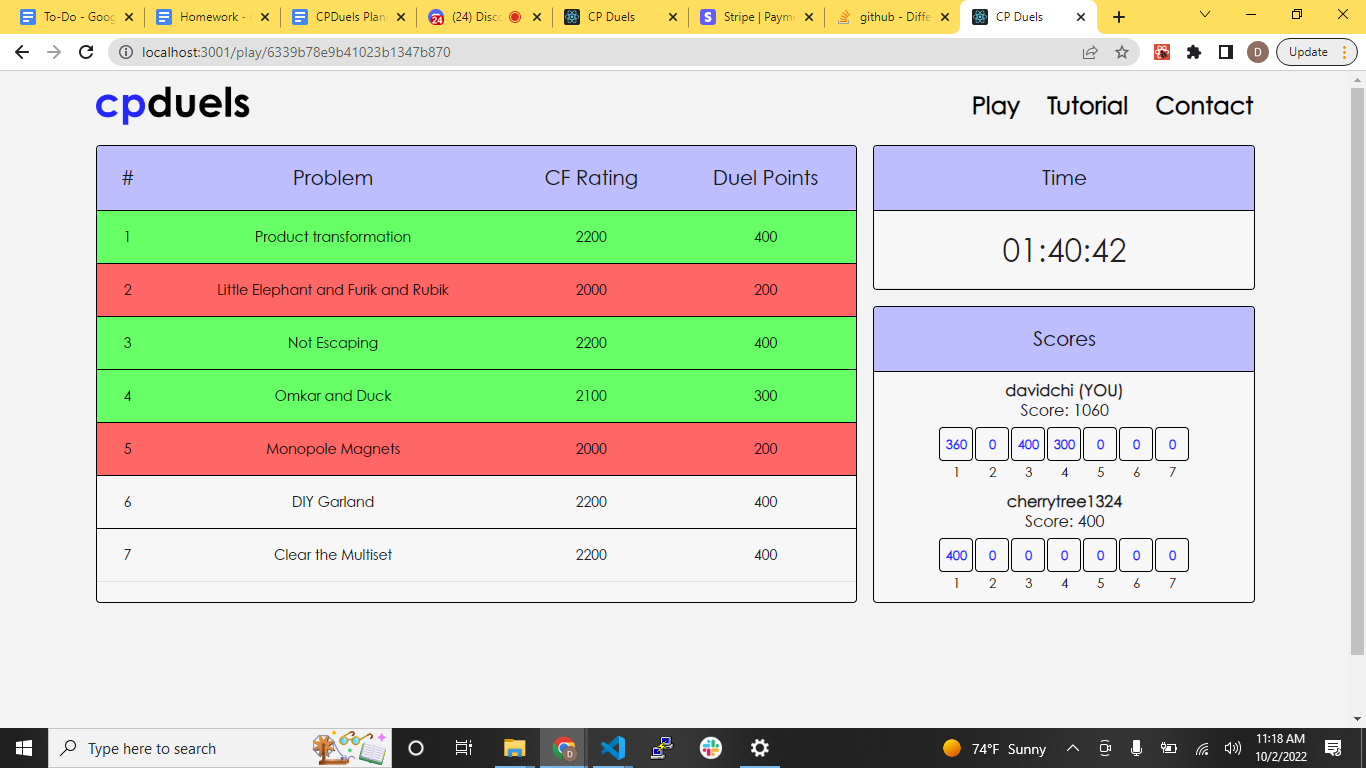 To-Do - Goog
Homework -
CPDuels Plan
(24) Disc
CP Duels
Stripe | Payme
github - Diffe
CP Duels
localhost:3001/play/6339b78e9b41023b1347b870
D
Update
cpduels
Play Tutorial Contact
# Problem CF Rating Duel Points
1 Product transformation 2200 400
2 Little Elephant and Furik and Rubik 2000 200
3 Not Escaping 2200 400
4 Omkar and Duck 2100 300
5 Monopole Magnets 2000 200
6 DIY Garland 2200 400
7 Clear the Multiset 2200 400
Time
01:40:42
Scores
davidchi (YOU)
Score: 1060
360 0 400 300 0 0 0
1 2 3 4 5 6 7
cherrytree1324
Score: 400
400 0 0 0 0 0 0
1 2 3 4 5 6 7
Type here to search
74°F Sunny
11:18 AM
10/2/2022